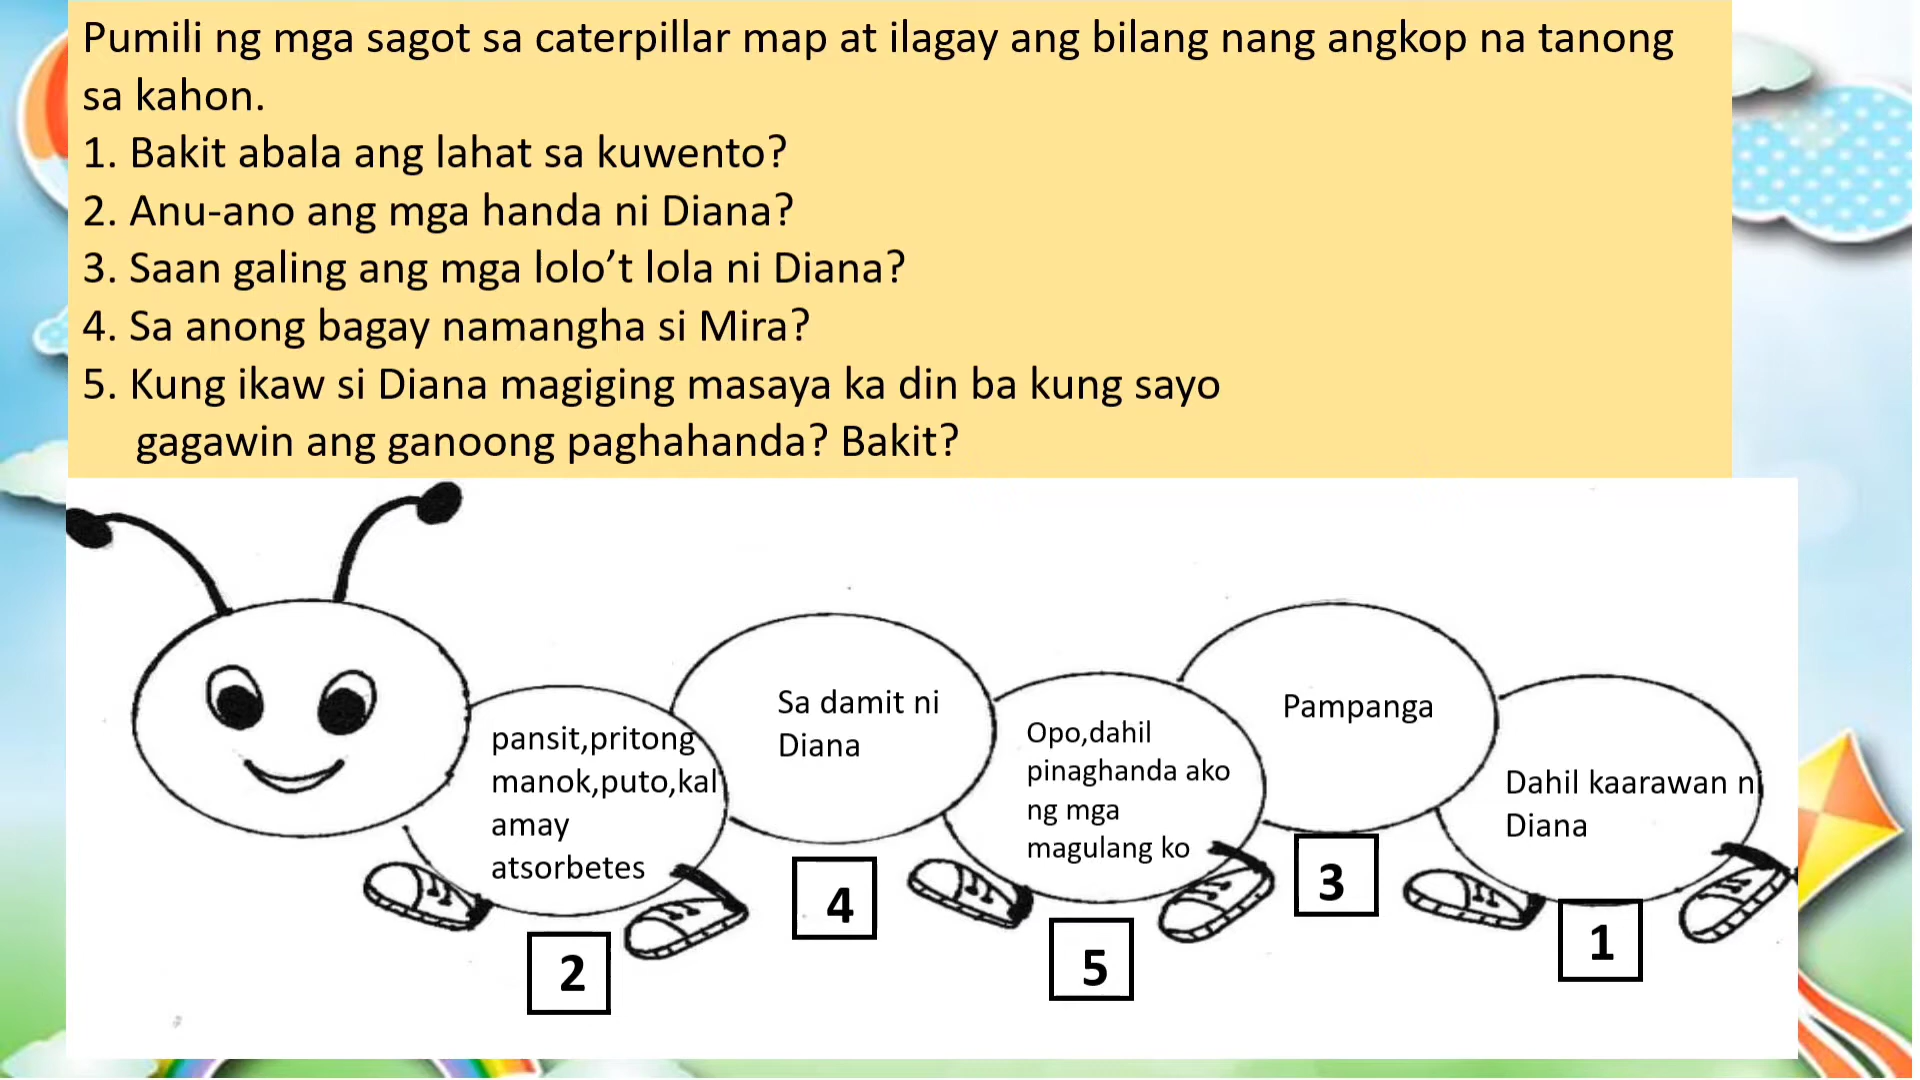 Pumili ng mga sagot sa caterpillar map at ilagay ang bilang nang angkop na tanong
sa kahon.
1. Bakit abala ang lahat sa kuwento?
2. Anu-ano ang mga handa ni Diana?
3. Saan galing ang mga lolo’t lola ni Diana?
4. Sa anong bagay namangha si Mira?
5. Kung ikaw si Diana magiging masaya ka din ba kung sayo
gagawin ang ganoong paghahanda? Bakit?
pansit,pritong
manok,puto,kal
amay
atsorbetes
2
Sa damit ni
Diana
4
Opo,dahil
pinaghanda ako
ng mga
magulang ko
5
Pampanga
3
Dahil kaarawan ni
Diana
1